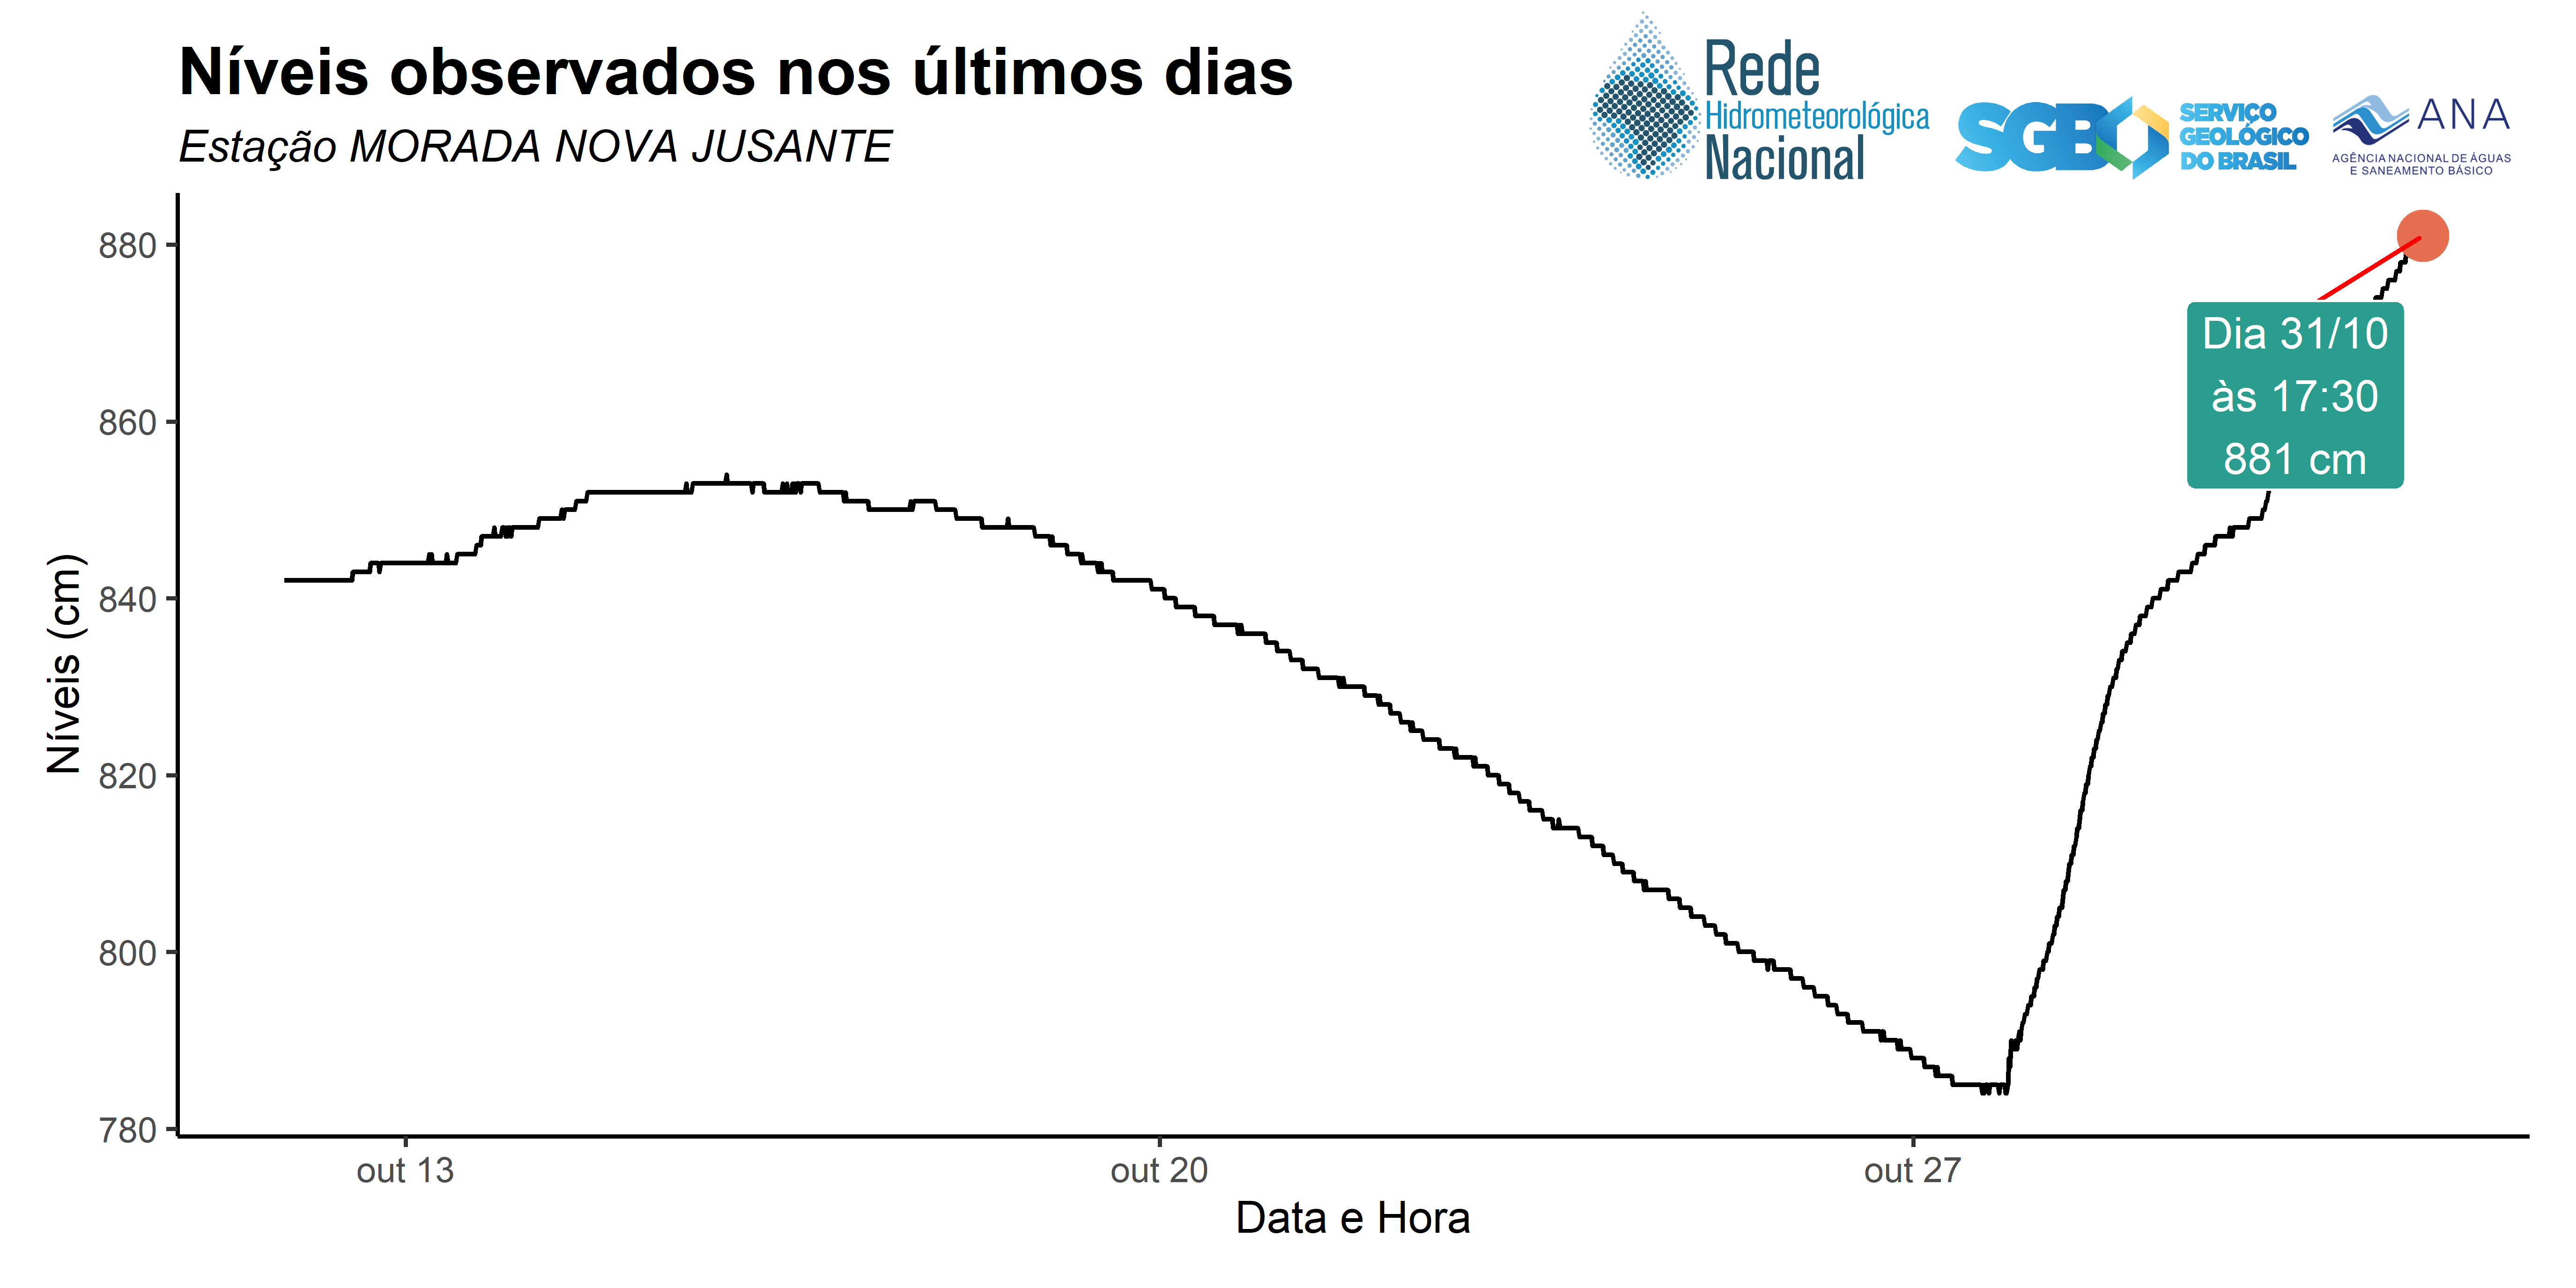 Níveis observados nos últimos dias
Estação MORADA NOVA JUSANTE
Rede
Hidrometeorológica
Nacional
SGB
SERVIÇO
GEOLÓGICO
DO BRASIL
ANA
AGÊNCIA NACIONAL DE ÁGUAS
E SANEAMENTO BÁSICO
880
860
840
820
800
780
Níveis (cm)
Dia 31/10
às 17:30
881 cm
out 13
out 20
out 27
Data e Hora